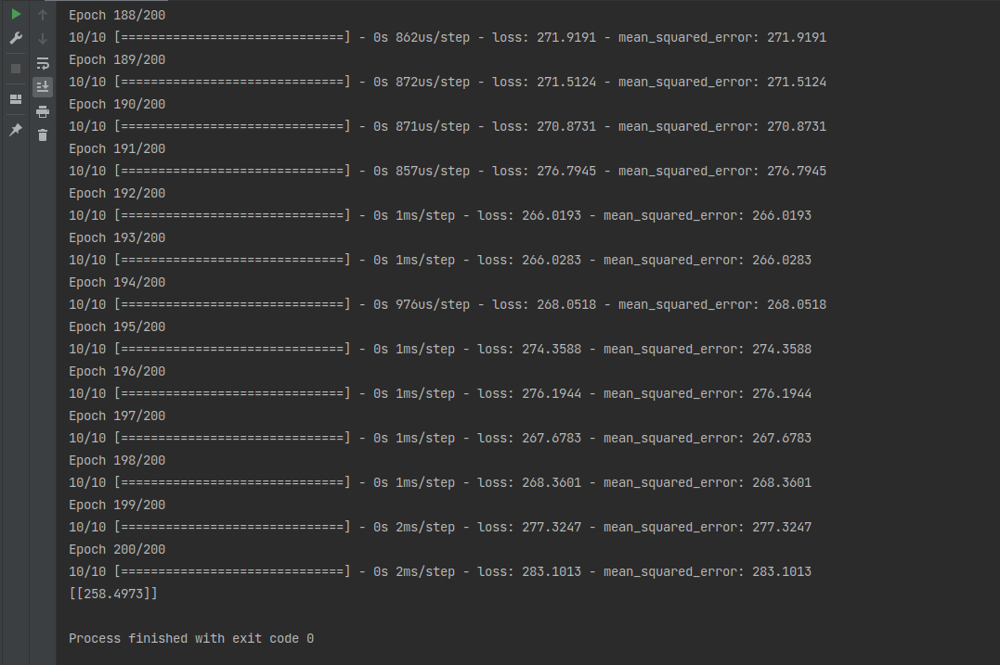 Epoch 188/200
10/10 [==============================] - 0s 862us/step - loss: 271.9191 - mean_squared_error: 271.9191
Epoch 189/200
10/10 [==============================] - 0s 872us/step - loss: 271.5124 - mean_squared_error: 271.5124
Epoch 190/200
10/10 [==============================] - 0s 871us/step - loss: 270.8731 - mean_squared_error: 270.8731
Epoch 191/200
10/10 [==============================] - 0s 857us/step - loss: 276.7945 - mean_squared_error: 276.7945
Epoch 192/200
10/10 [==============================] - 0s 1ms/step - loss: 266.0193 - mean_squared_error: 266.0193
Epoch 193/200
10/10 [==============================] - 0s 1ms/step - loss: 266.0283 - mean_squared_error: 266.0283
Epoch 194/200
10/10 [==============================] - 0s 976us/step - loss: 268.0518 - mean_squared_error: 268.0518
Epoch 195/200
10/10 [==============================] - 0s 1ms/step - loss: 274.3588 - mean_squared_error: 274.3588
Epoch 196/200
10/10 [==============================] - 0s 1ms/step - loss: 276.1944 - mean_squared_error: 276.1944
Epoch 197/200
10/10 [==============================] - 0s 1ms/step - loss: 267.6783 - mean_squared_error: 267.6783
Epoch 198/200
10/10 [==============================] - 0s 1ms/step - loss: 268.3601 - mean_squared_error: 268.3601
Epoch 199/200
10/10 [==============================] - 0s 2ms/step - loss: 277.3247 - mean_squared_error: 277.3247
Epoch 200/200
10/10 [==============================] - 0s 2ms/step - loss: 283.1013 - mean_squared_error: 283.1013
[[258.4973]]
Process finished with exit code 0